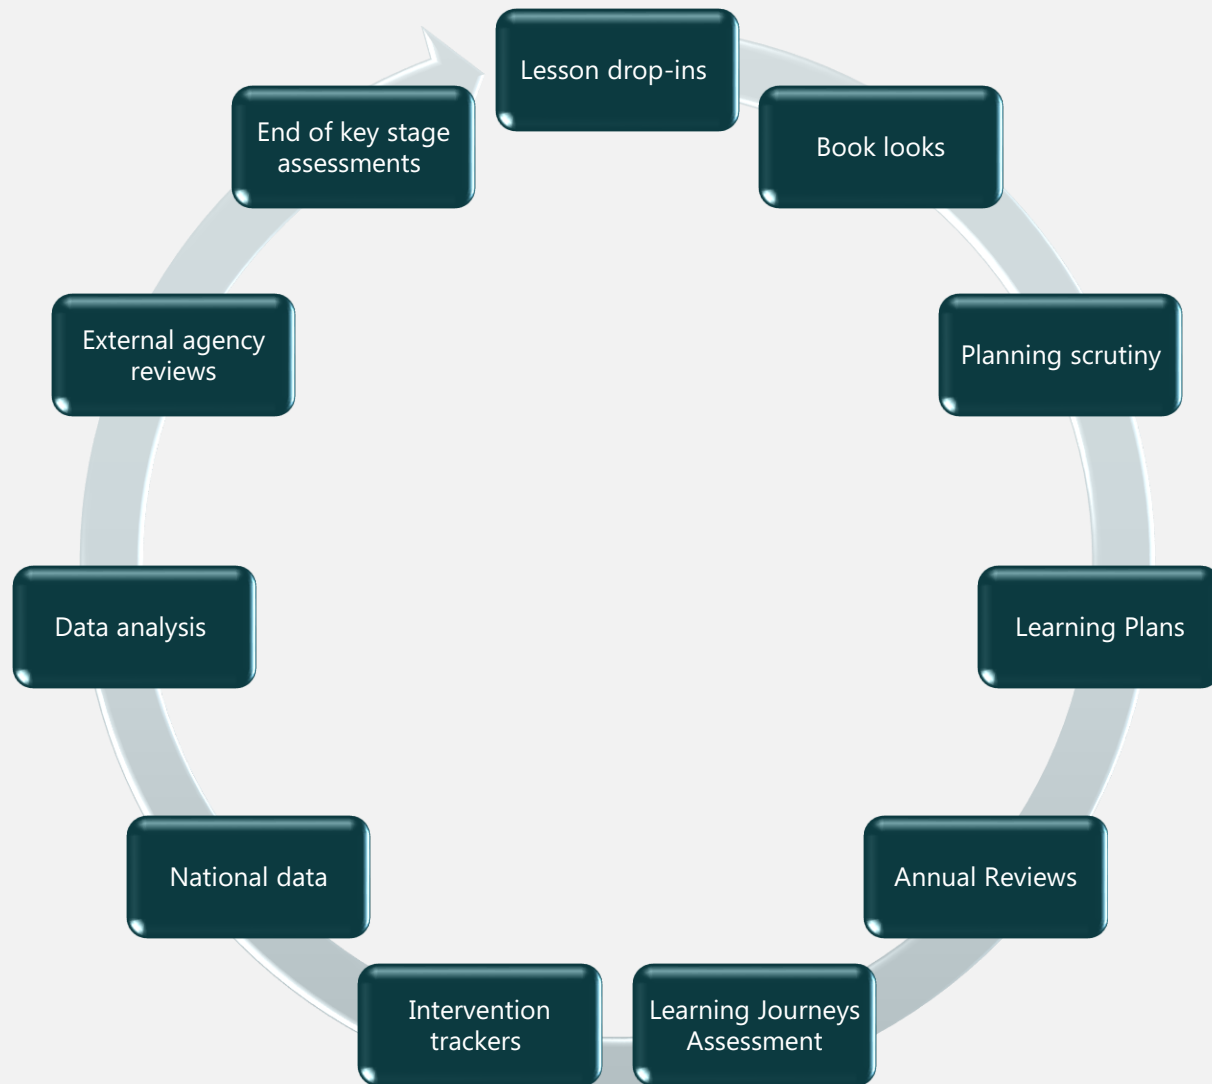 Lesson drop-ins
Book looks
Planning scrutiny
Learning Plans
Annual Reviews
Learning Journeys
Assessment
Intervention
trackers
National data
Data analysis
External agency
reviews
End of key stage
assessments